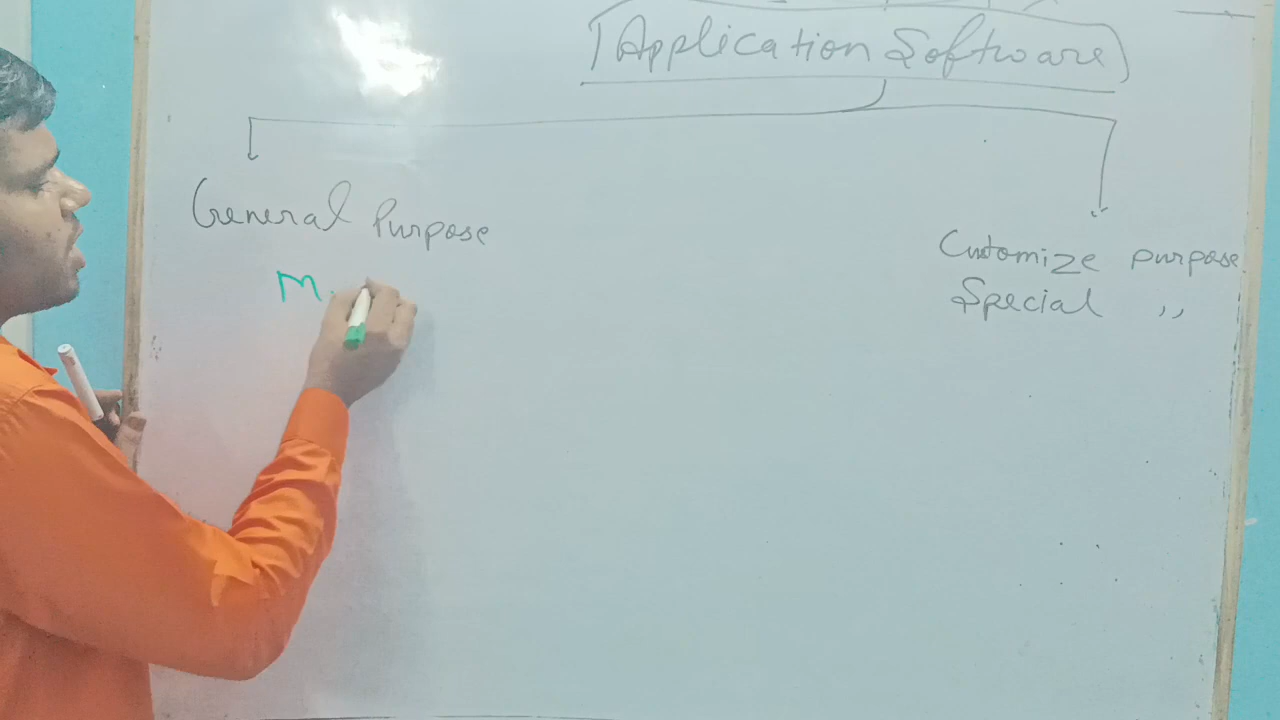 Application Software
General Purpose
M.
Customize purpose
Special ,,